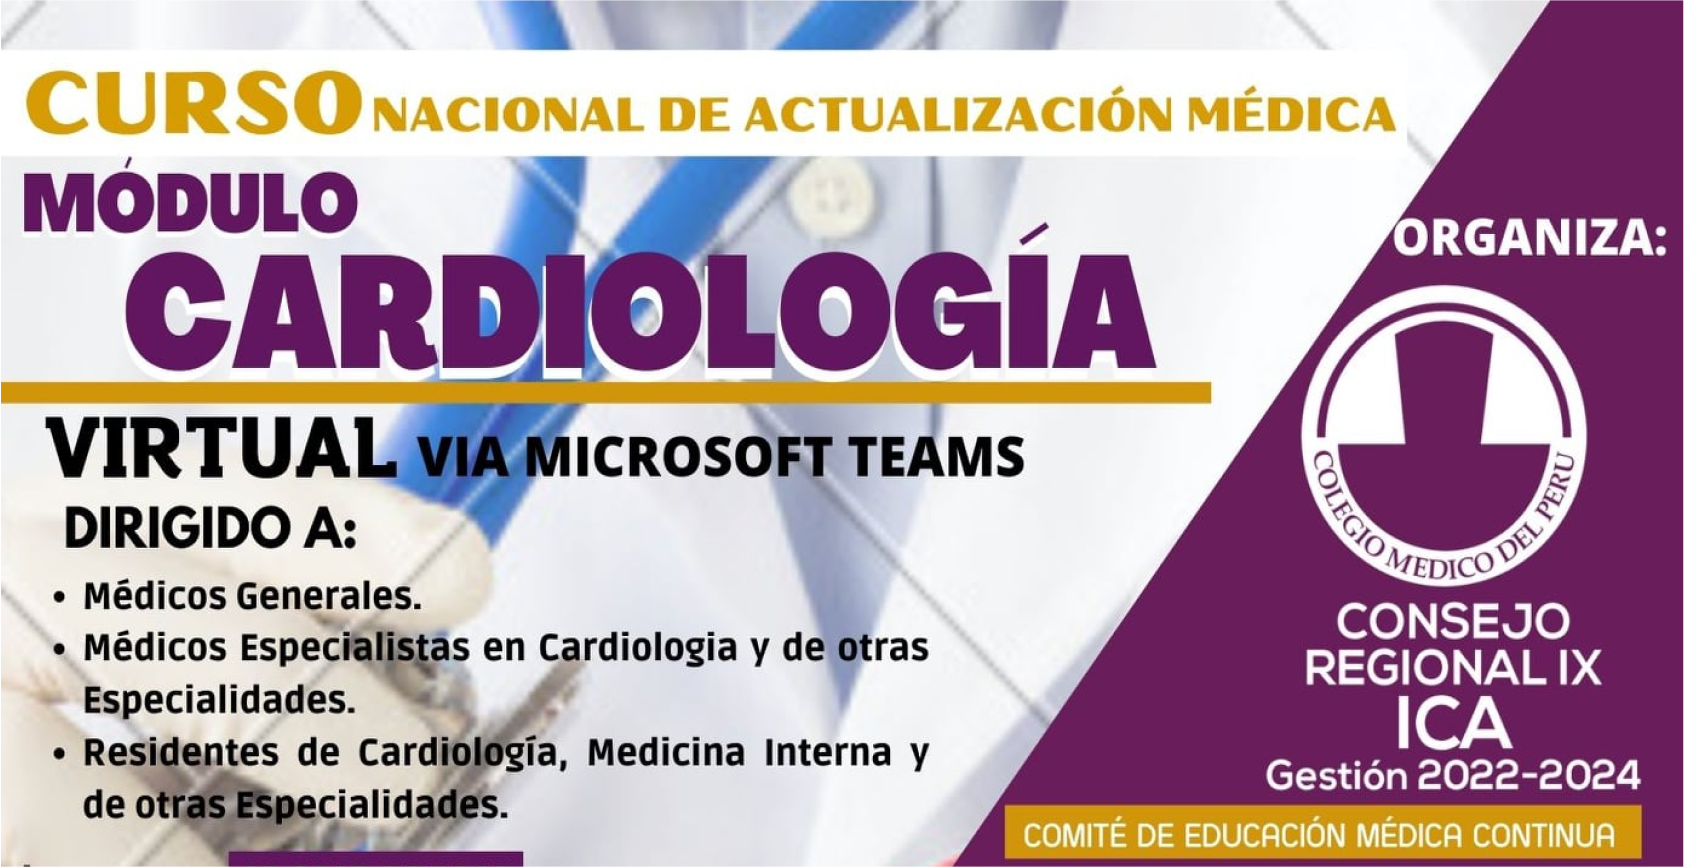 CURSO NACIONAL DE ACTUALIZACIÓN MÉDICA
MÓDULO
CARDIOLOGÍA
VIRTUAL VIA MICROSOFT TEAMS
DIRIGIDO A:
• Médicos Generales.
• Médicos Especialistas en Cardiologia y de otras
Especialidades.
• Residentes de Cardiología, Medicina Interna y
de otras Especialidades.
ORGANIZA:
COLEGIO MEDICO DEL PERU
CONSEJO
REGIONAL IX
ICA
Gestión 2022-2024
COMITÉ DE EDUCACIÓN MÉDICA CONTINUA